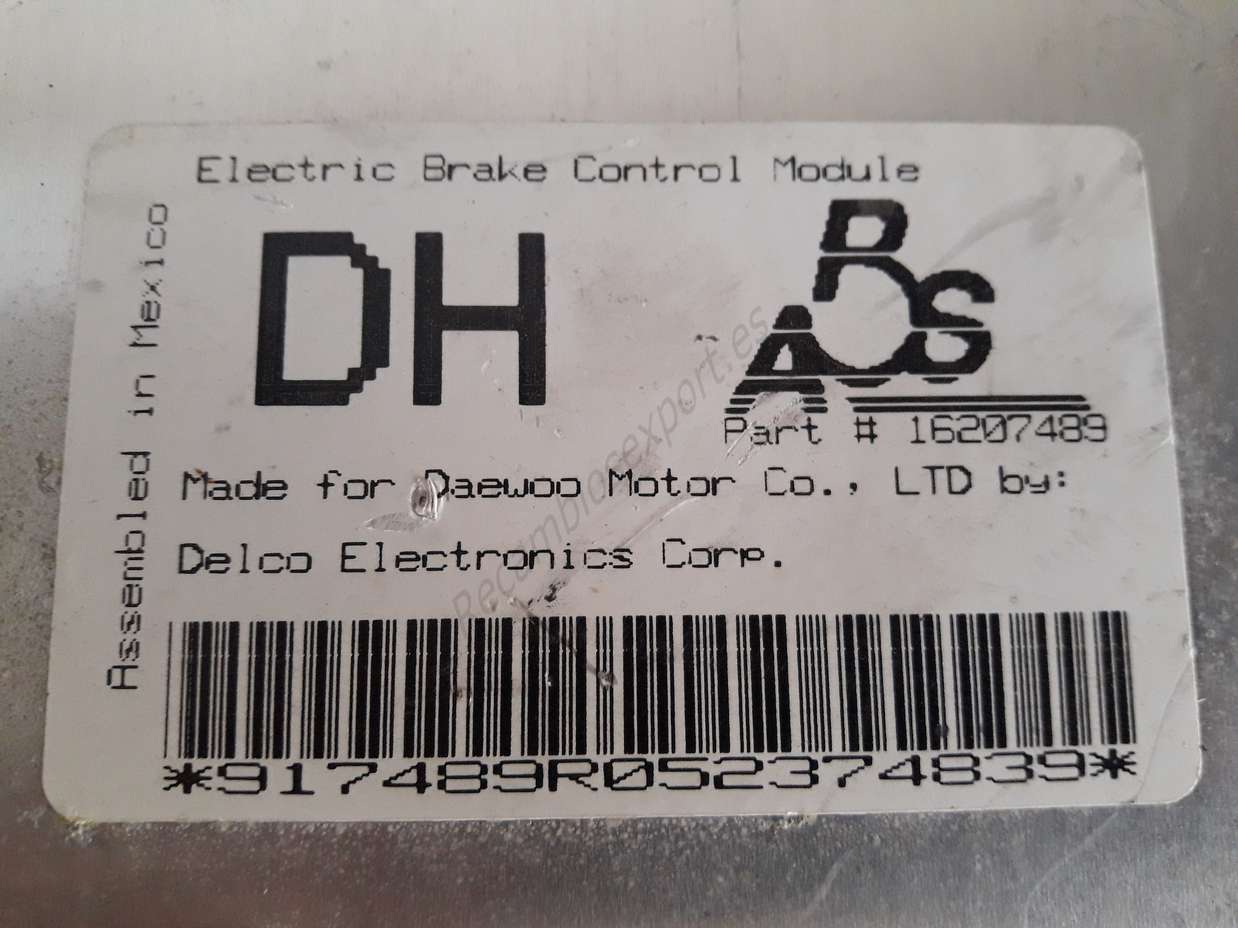 Electric Brake Control Module
Assembled in Mexico
DH
ABS
Part # 16207489
Made for Daewoo Motor Co., LTD by:
Delco Electronics Corp.
*917489R052374839*
Recambiosexport.es